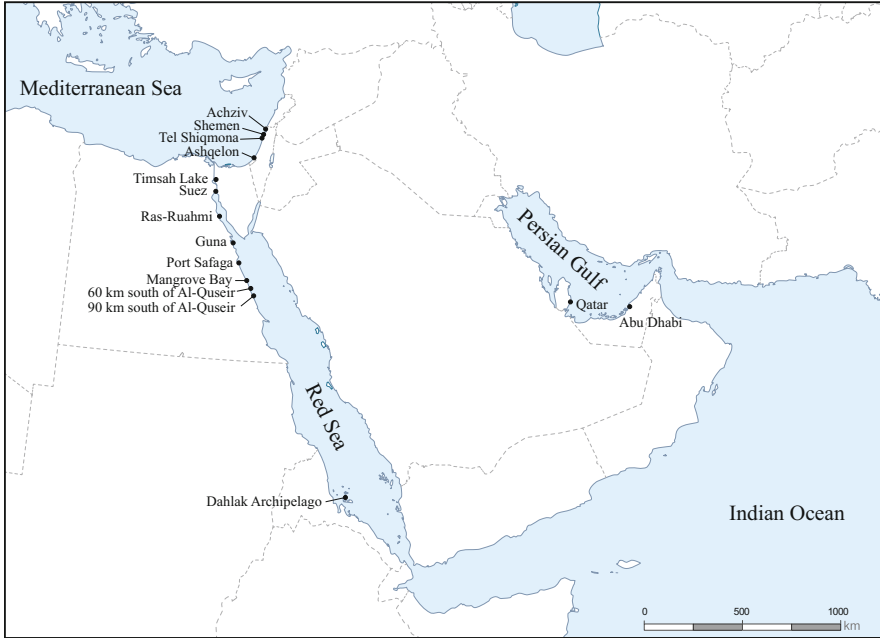 Mediterranean Sea
Achziv
Shemen
Tel Shiqmona
Ashqelon
Timsah Lake
Suez
Ras-Ruahmi
Guna
Port Safaga
Mangrove Bay
60 km south of Al-Quseir
90 km south of Al-Quseir
Persian Gulf
Qatar
Abu Dhabi
Red Sea
Dahlak Archipelago
Indian Ocean
0 500 1000
km